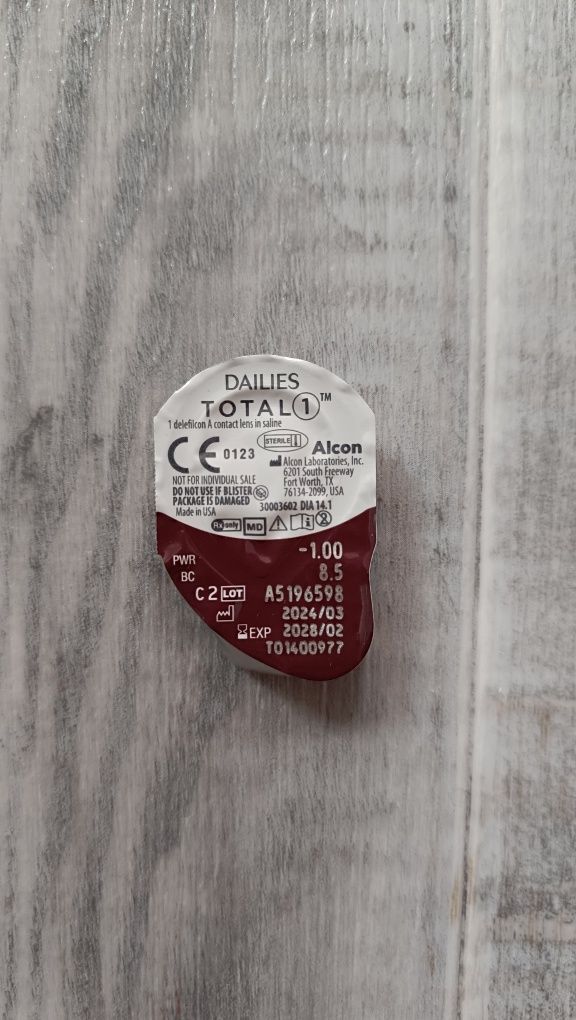 DAILIES
TOTAL 1™
1 delefilcon A contact lens in saline
CE 0123 STERILE Alcon
Alcon Laboratories, Inc.
6201 South Freeway
Fort Worth, TX
76134-2099, USA
NOT FOR INDIVIDUAL SALE
DO NOT USE IF BLISTER
PACKAGE IS DAMAGED
30003602 DIA 14.1
Made in USA
Rx only MD
PWR -1.00
BC 8.5
C 2 LOT A5196598
2024/03
EXP 2028/02
T01400977